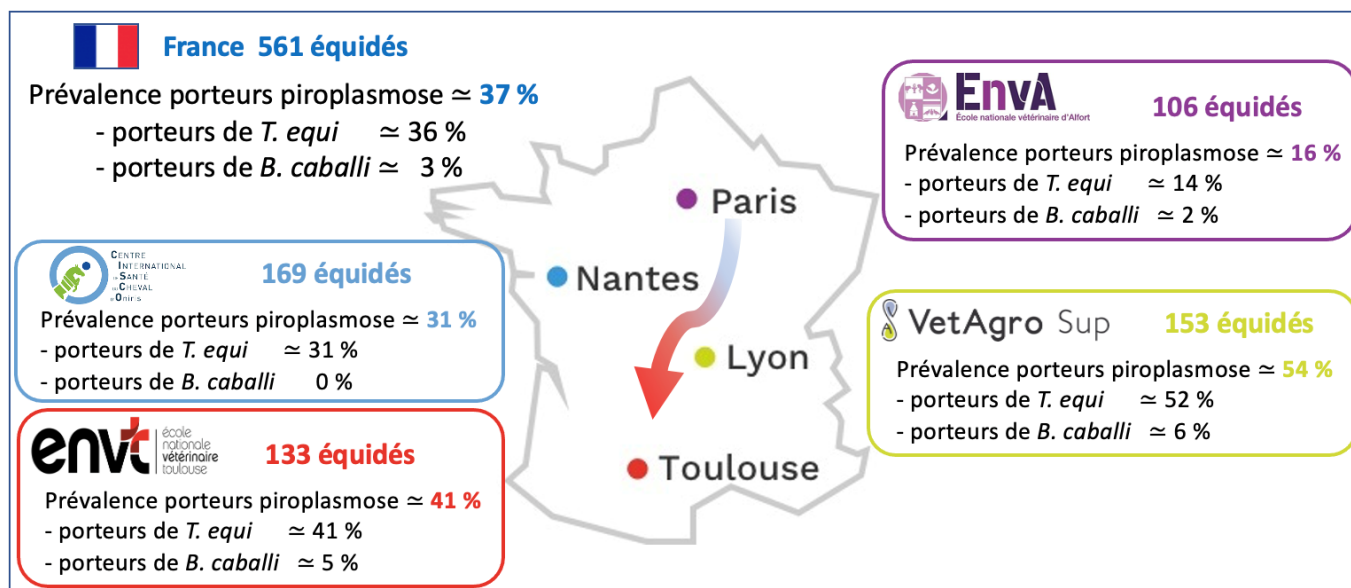 France 561 équidés
Prévalence porteurs piroplasmose ≃ 37 %
- porteurs de T. equi ≃ 36 %
- porteurs de B. caballi ≃ 3 %
EnvA
École nationale vétérinaire d'Alfort
106 équidés
Prévalence porteurs piroplasmose ≃ 16 %
- porteurs de T. equi ≃ 14 %
- porteurs de B. caballi ≃ 2 %
Paris
Nantes
Lyon
Toulouse
CENTRE
INTERNATIONAL
DE SANTÉ
DU CHEVAL
D'ONIRIS
169 équidés
Prévalence porteurs piroplasmose ≃ 31 %
- porteurs de T. equi ≃ 31 %
- porteurs de B. caballi 0 %
VetAgro Sup
153 équidés
Prévalence porteurs piroplasmose ≃ 54 %
- porteurs de T. equi ≃ 52 %
- porteurs de B. caballi ≃ 6 %
envt
école
nationale
vétérinaire
toulouse
133 équidés
Prévalence porteurs piroplasmose ≃ 41 %
- porteurs de T. equi ≃ 41 %
- porteurs de B. caballi ≃ 5 %